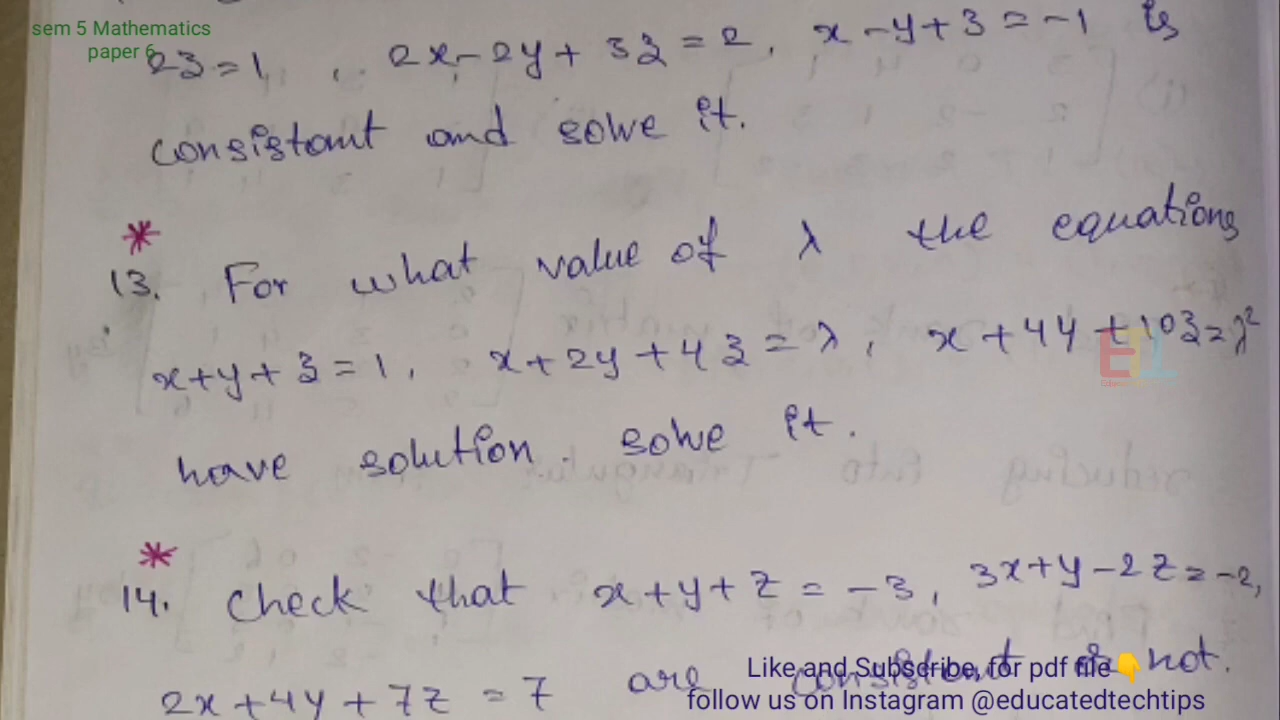 sem 5 Mathematics
paper 6
2z=1, 2x-2y+3z=2, x-y+z=-1 is
consistant and solve it.
*
13. For what value of λ the equations
x+y+z=1, x+2y+4z=λ, x+4y+10z=λ²
have solution. solve it.
*
14. Check that x+y+z=-3, 3x+y-2z=-2,
2x+4y+7z=7 are consistant or not.
Like and Subscribe, for pdf file👇
follow us on Instagram @educatedtechtips